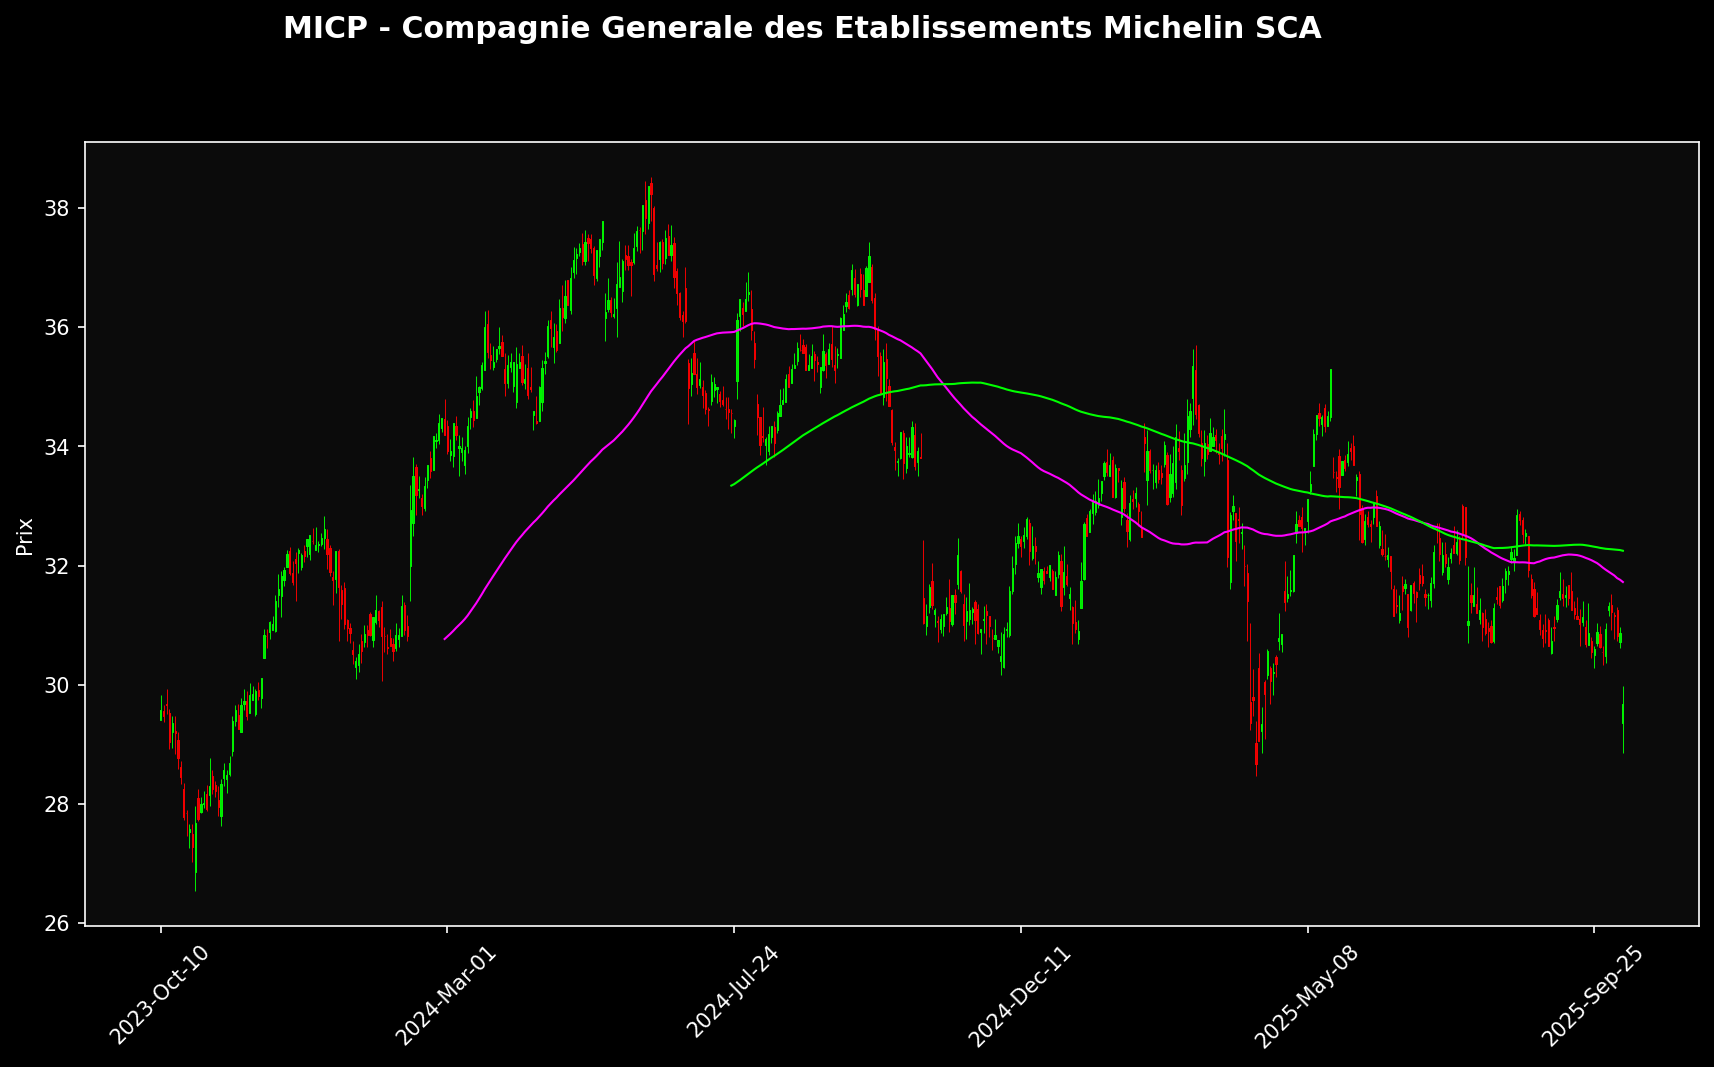 MICP - Compagnie Generale des Etablissements Michelin SCA
Prix
38
36
34
32
30
28
26
2023-Oct-10
2024-Mar-01
2024-Jul-24
2024-Dec-11
2025-May-08
2025-Sep-25